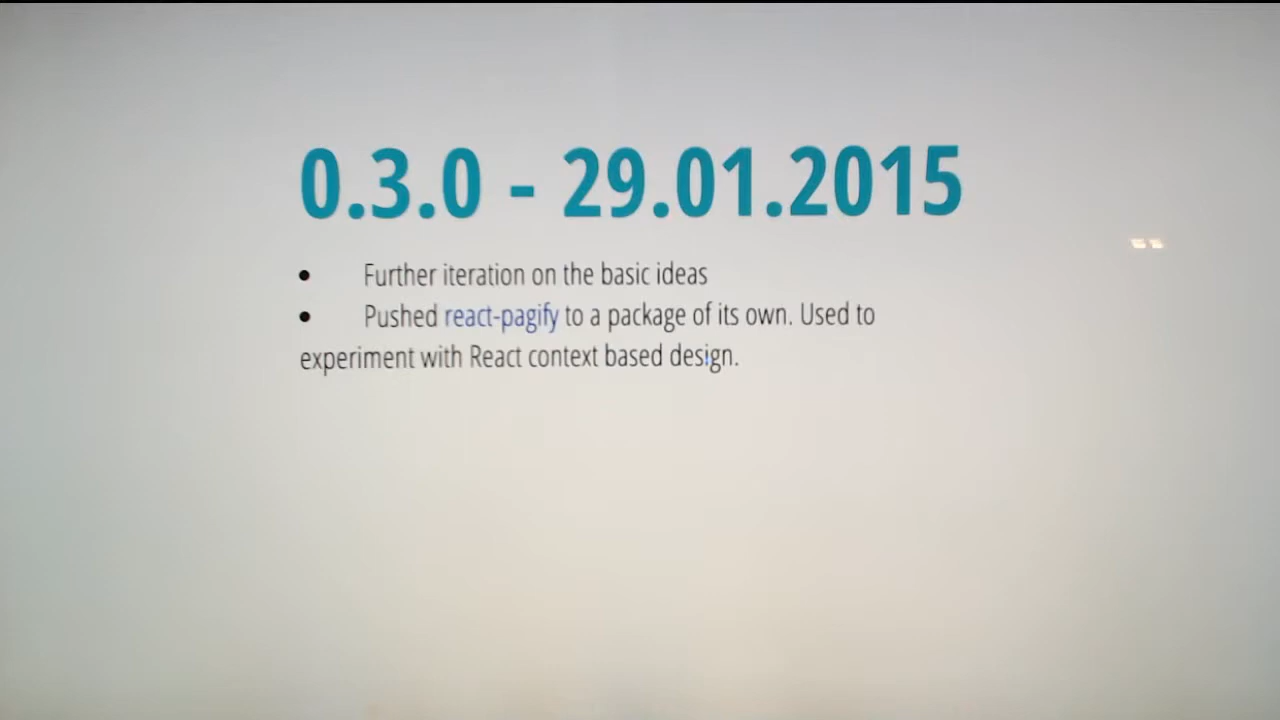 0.3.0 - 29.01.2015
• Further iteration on the basic ideas
• Pushed react-pagify to a package of its own. Used to
experiment with React context based design.